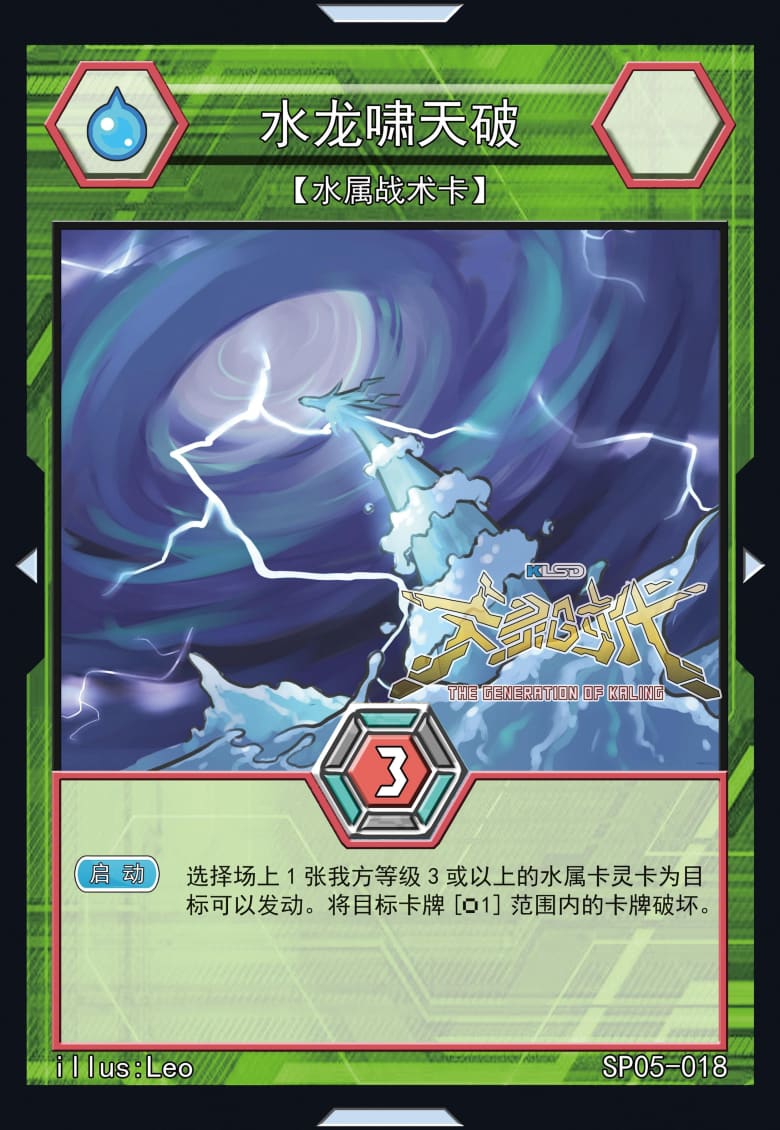 水龙啸天破
【水属战术卡】
KLSD
卡灵时代
THE GENERATION OF KALING
3
启动 选择场上1张我方等级3或以上的水属卡灵卡为目
标可以发动。将目标卡牌[🞅1]范围内的卡牌破坏。
illus:Leo
SP05-018